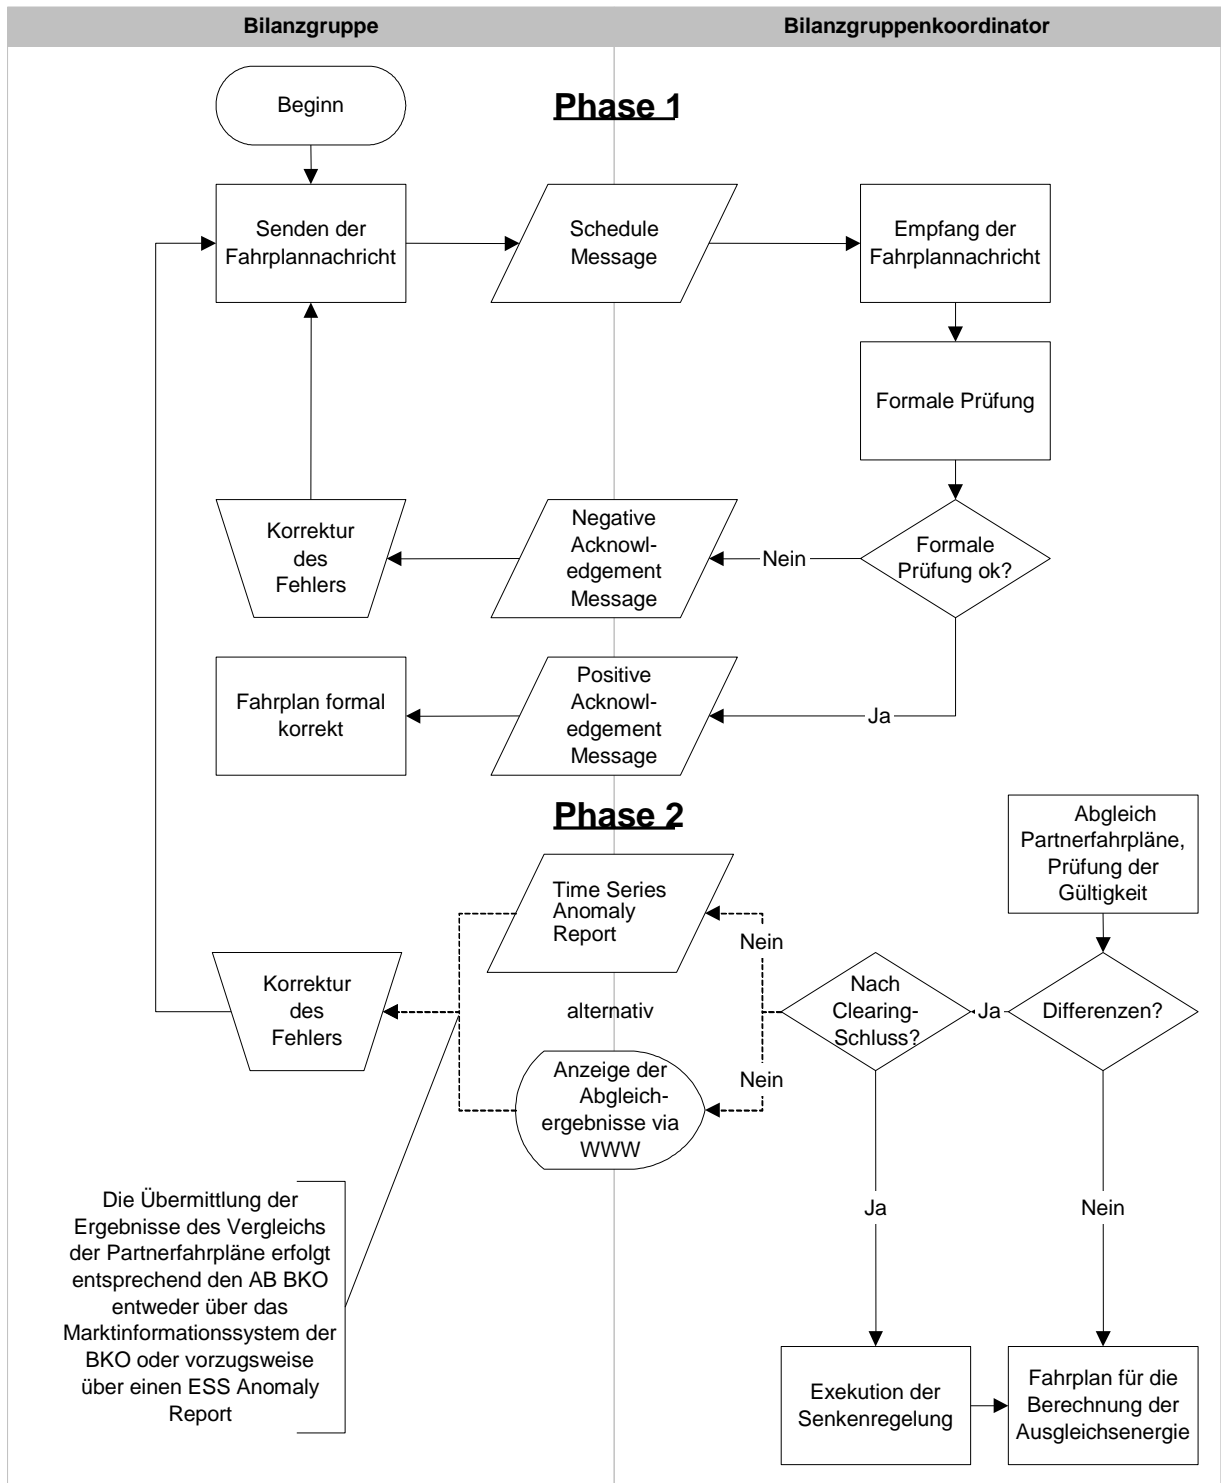 Bilanzgruppe
Bilanzgruppenkoordinator
Beginn
Phase 1
Senden der
Fahrplannachricht
Schedule
Message
Empfang der
Fahrplannachricht
Formale Prüfung
Korrektur
des
Fehlers
Negative
Acknowl-
edgement
Message
Nein
Formale
Prüfung ok?
Fahrplan formal
korrekt
Positive
Acknowl-
edgement
Message
Ja
Phase 2
Abgleich
Partnerfahrpläne,
Prüfung der
Gültigkeit
Time Series
Anomaly
Report
Nein
Korrektur
des
Fehlers
alternativ
Nach
Clearing-
Schluss?
Ja
Differenzen?
Anzeige der
Abgleich-
ergebnisse via
WWW
Nein
Die Übermittlung der
Ergebnisse des Vergleichs
der Partnerfahrpläne erfolgt
entsprechend den AB BKO
entweder über das
Marktinformationssystem der
BKO oder vorzugsweise
über einen ESS Anomaly
Report
Ja
Nein
Exekution der
Senkenregelung
Fahrplan für die
Berechnung der
Ausgleichsenergie